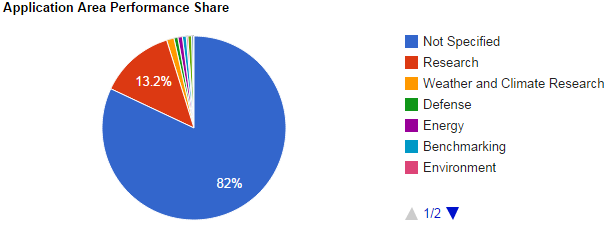 Application Area Performance Share
Not Specified
Research
Weather and Climate Research
Defense
Energy
Benchmarking
Environment
13.2%
82%
1/2